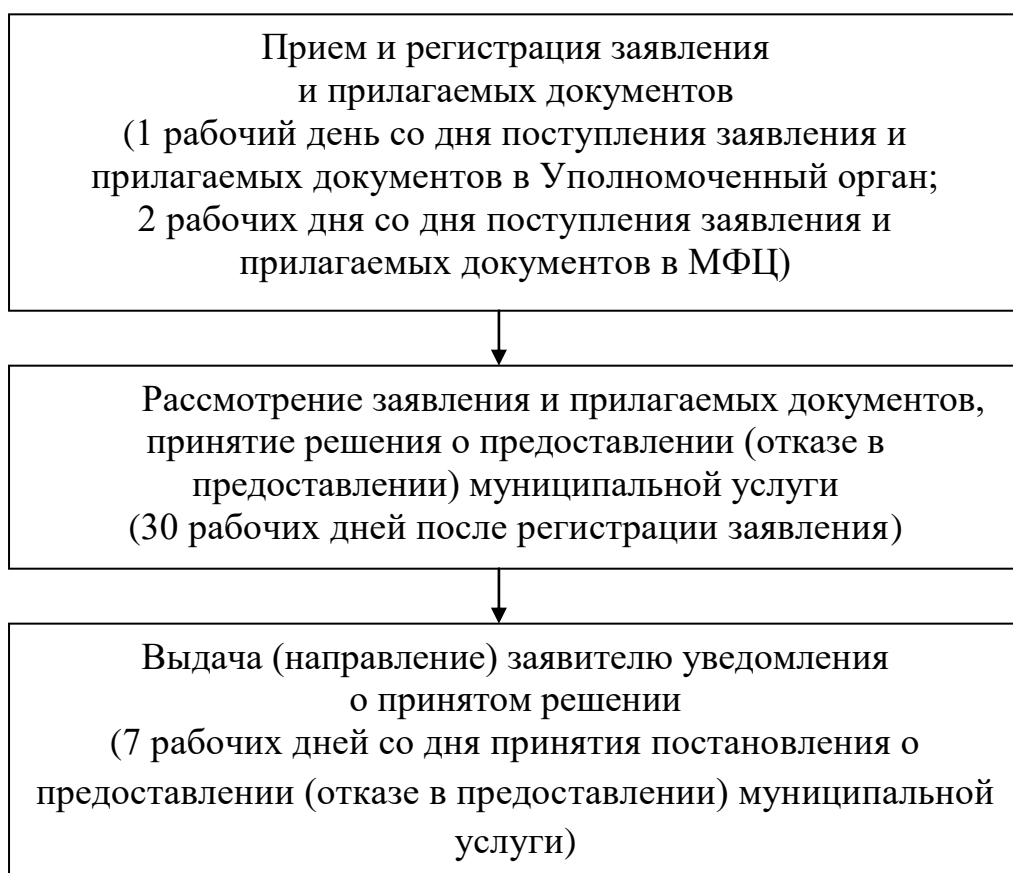 Прием и регистрация заявления
и прилагаемых документов
(1 рабочий день со дня поступления заявления и
прилагаемых документов в Уполномоченный орган;
2 рабочих дня со дня поступления заявления и
прилагаемых документов в МФЦ)
Рассмотрение заявления и прилагаемых документов,
принятие решения о предоставлении (отказе в
предоставлении) муниципальной услуги
(30 рабочих дней после регистрации заявления)
Выдача (направление) заявителю уведомления
о принятом решении
(7 рабочих дней со дня принятия постановления о
предоставлении (отказе в предоставлении) муниципальной
услуги)